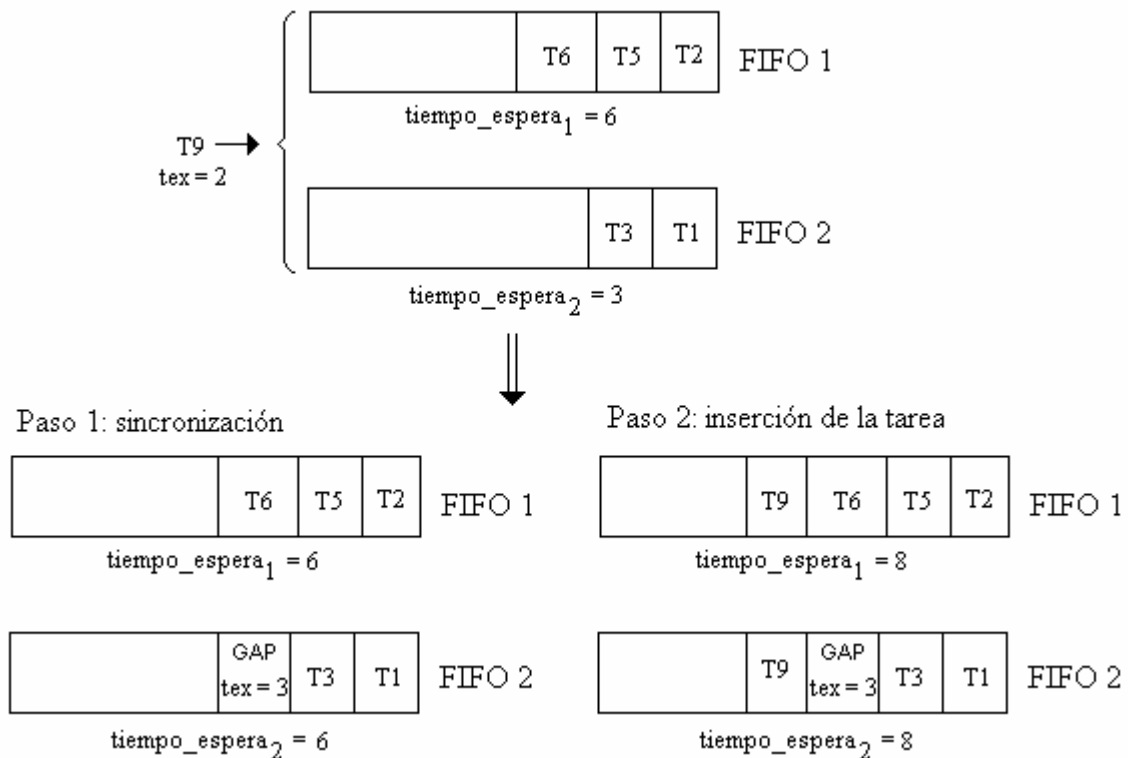 T6 T5 T2 FIFO 1
tiempo_espera1 = 6
T9
tex = 2
T3 T1 FIFO 2
tiempo_espera2 = 3
Paso 1: sincronización
T6 T5 T2 FIFO 1
tiempo_espera1 = 6
GAP
tex = 3 T3 T1 FIFO 2
tiempo_espera2 = 6
Paso 2: inserción de la tarea
T9 T6 T5 T2 FIFO 1
tiempo_espera1 = 8
T9 GAP
tex = 3 T3 T1 FIFO 2
tiempo_espera2 = 8